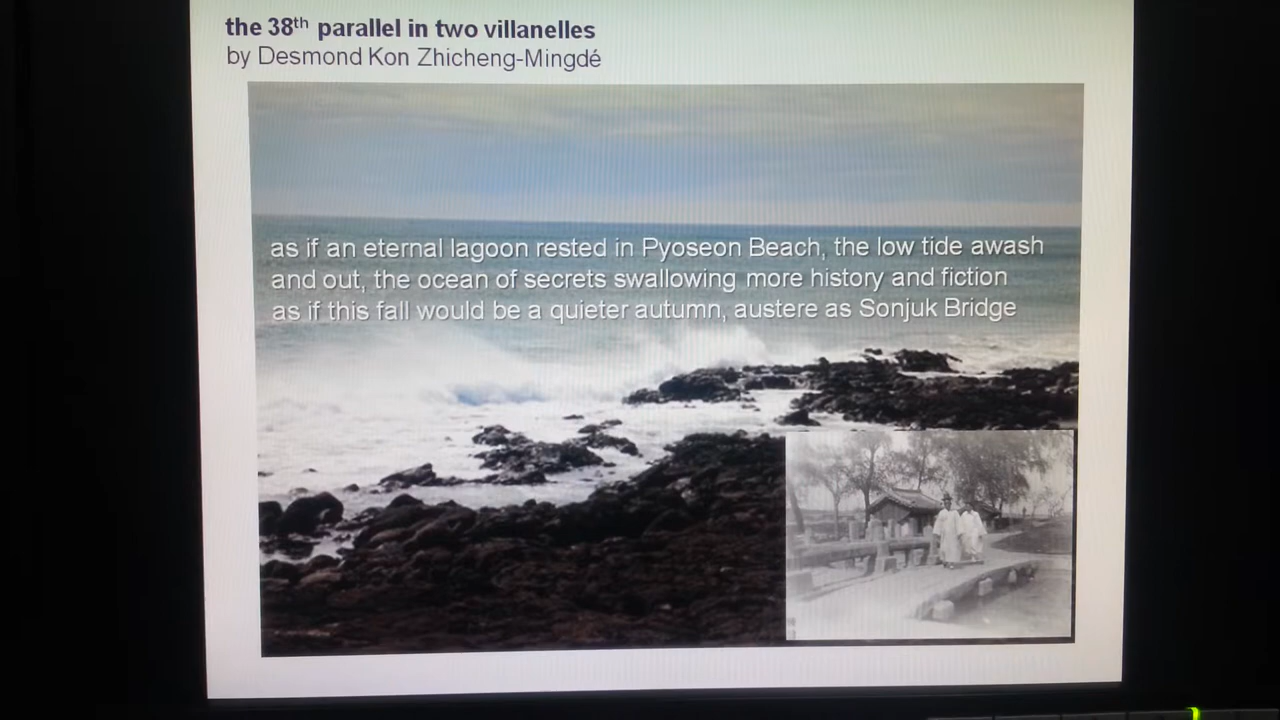 the 38th parallel in two villanelles
by Desmond Kon Zhicheng-Mingdé
as if an eternal lagoon rested in Pyoseon Beach, the low tide awash
and out, the ocean of secrets swallowing more history and fiction
as if this fall would be a quieter autumn, austere as Sonjuk Bridge